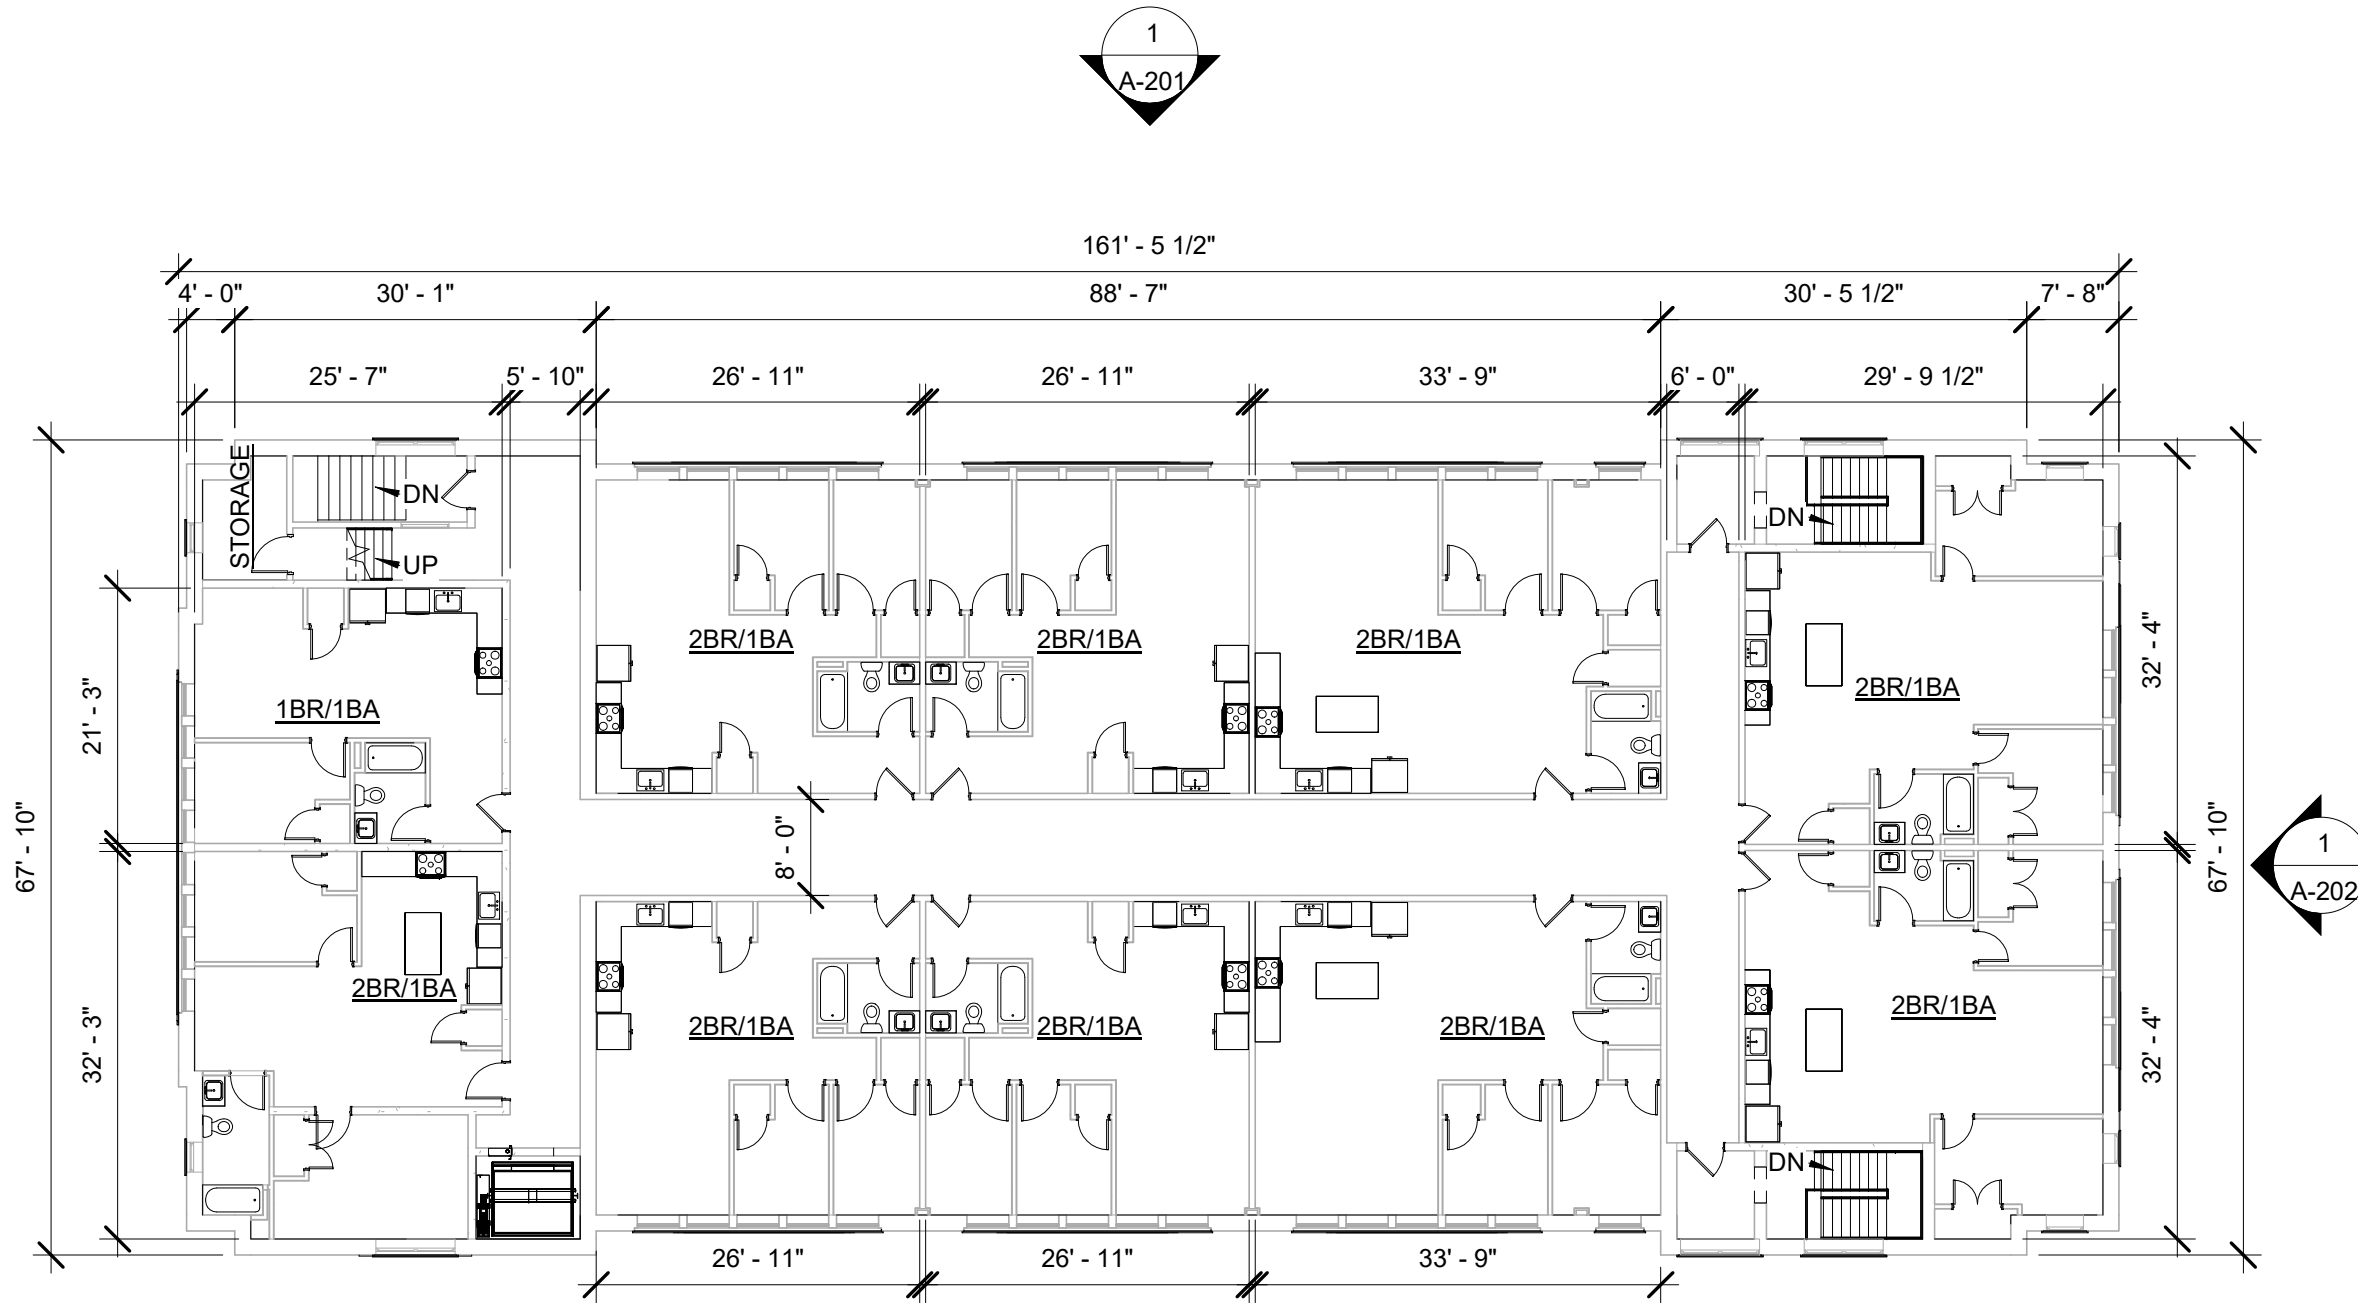 1
A-201
161' - 5 1/2"
4' - 0"
30' - 1"
88' - 7"
30' - 5 1/2"
7' - 8"
25' - 7"
5' - 10"
26' - 11"
26' - 11"
33' - 9"
6' - 0"
29' - 9 1/2"
STORAGE
DN
UP
DN
2BR/1BA
2BR/1BA
2BR/1BA
32' - 4"
2BR/1BA
21' - 3"
1BR/1BA
67' - 10"
8' - 0"
67' - 10"
1
A-202
2BR/1BA
32' - 3"
2BR/1BA
2BR/1BA
2BR/1BA
2BR/1BA
32' - 4"
DN
26' - 11"
26' - 11"
33' - 9"